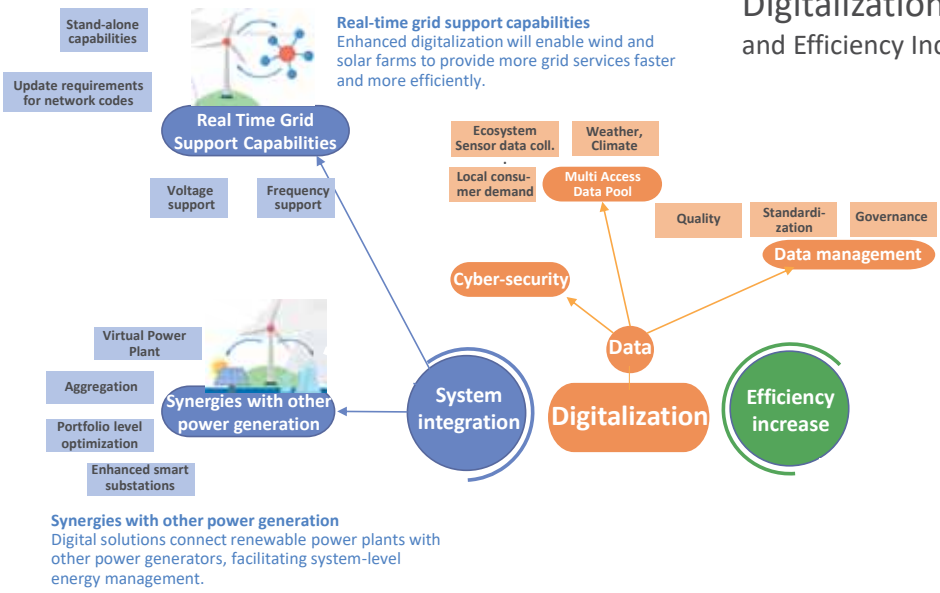 Digitalization
and Efficiency Inc
Stand-alone
capabilities
Update requirements
for network codes
Real-time grid support capabilities
Enhanced digitalization will enable wind and
solar farms to provide more grid services faster
and more efficiently.
Real Time Grid
Support Capabilities
Voltage
support
Frequency
support
Ecosystem
Sensor data coll.
.
Weather,
Climate
Local consu-
mer demand
Multi Access
Data Pool
Quality
Standardi-
zation
Governance
Data management
Cyber-security
Data
Virtual Power
Plant
Aggregation
Portfolio level
optimization
Enhanced smart
substations
Synergies with other
power generation
System
integration
Digitalization
Efficiency
increase
Synergies with other power generation
Digital solutions connect renewable power plants with
other power generators, facilitating system-level
energy management.